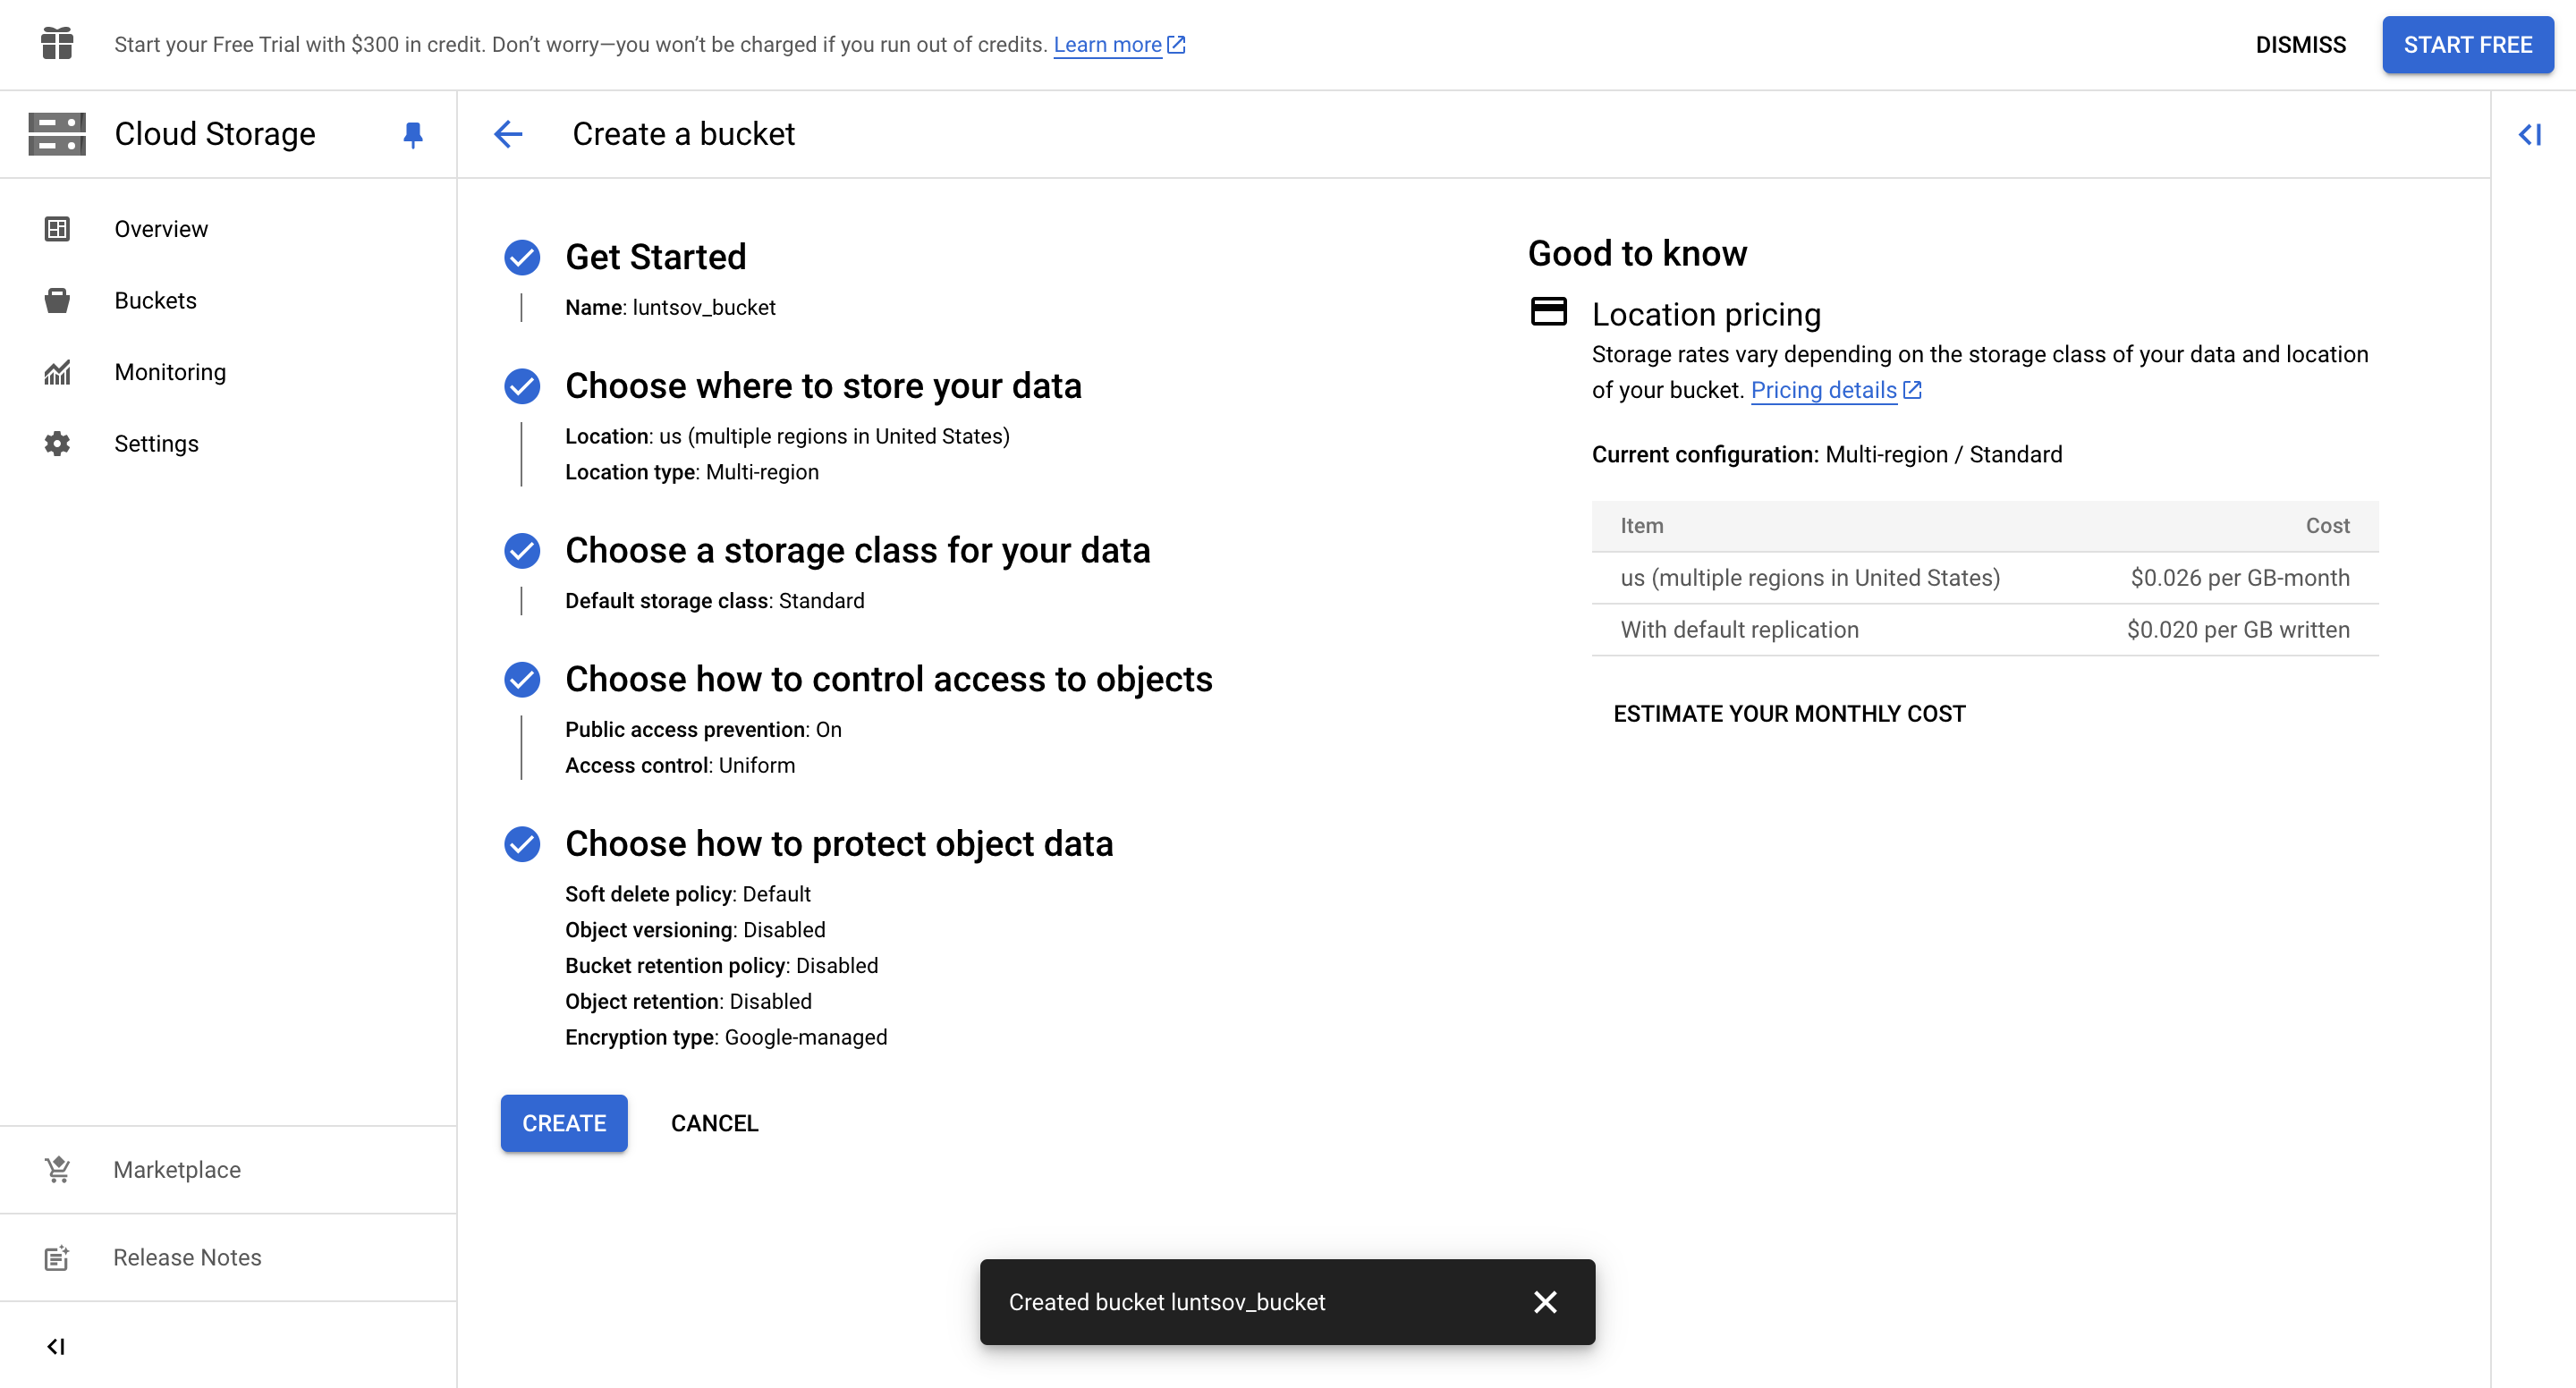 Start your Free Trial with $300 in credit. Don’t worry—you won’t be charged if you run out of credits. Learn more
DISMISS
START FREE
Cloud Storage
Create a bucket
Overview
Buckets
Monitoring
Settings
Marketplace
Release Notes
Get Started
Name: luntsov_bucket
Choose where to store your data
Location: us (multiple regions in United States)
Location type: Multi-region
Choose a storage class for your data
Default storage class: Standard
Choose how to control access to objects
Public access prevention: On
Access control: Uniform
Choose how to protect object data
Soft delete policy: Default
Object versioning: Disabled
Bucket retention policy: Disabled
Object retention: Disabled
Encryption type: Google-managed
CREATE
CANCEL
Good to know
Location pricing
Storage rates vary depending on the storage class of your data and location
of your bucket. Pricing details
Current configuration: Multi-region / Standard
Item Cost
us (multiple regions in United States) $0.026 per GB-month
With default replication $0.020 per GB written
ESTIMATE YOUR MONTHLY COST
Created bucket luntsov_bucket